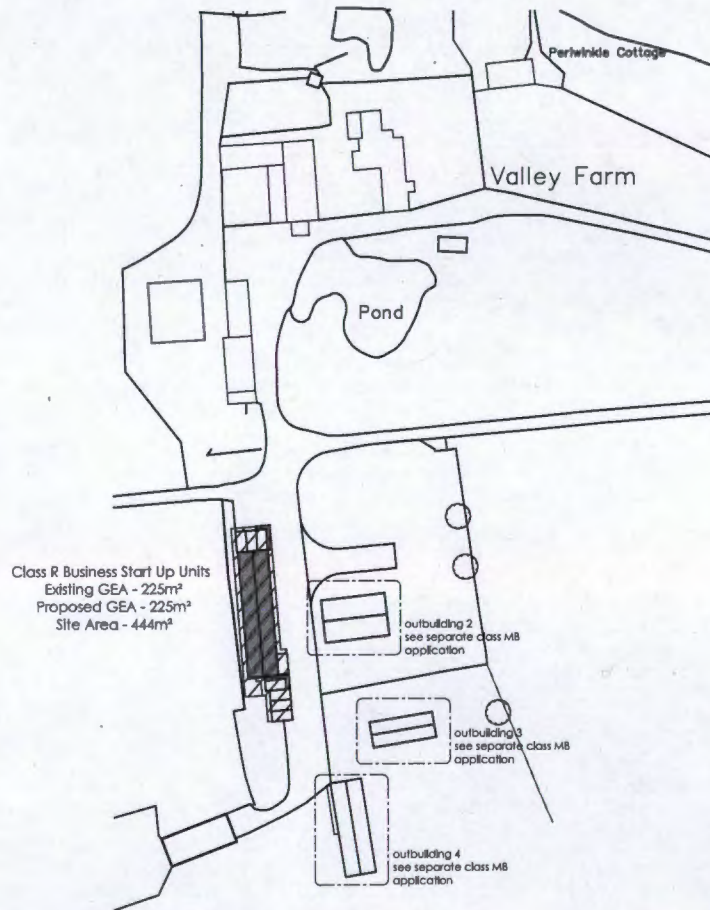 Periwinkle Cottage
Valley Farm
Pond
Class R Business Start Up Units
Existing GEA - 225m²
Proposed GEA - 225m²
Site Area - 444m²
outbuilding 2
see separate class MB
application
outbuilding 3
see separate class MB
application
outbuilding 4
see separate class MB
application